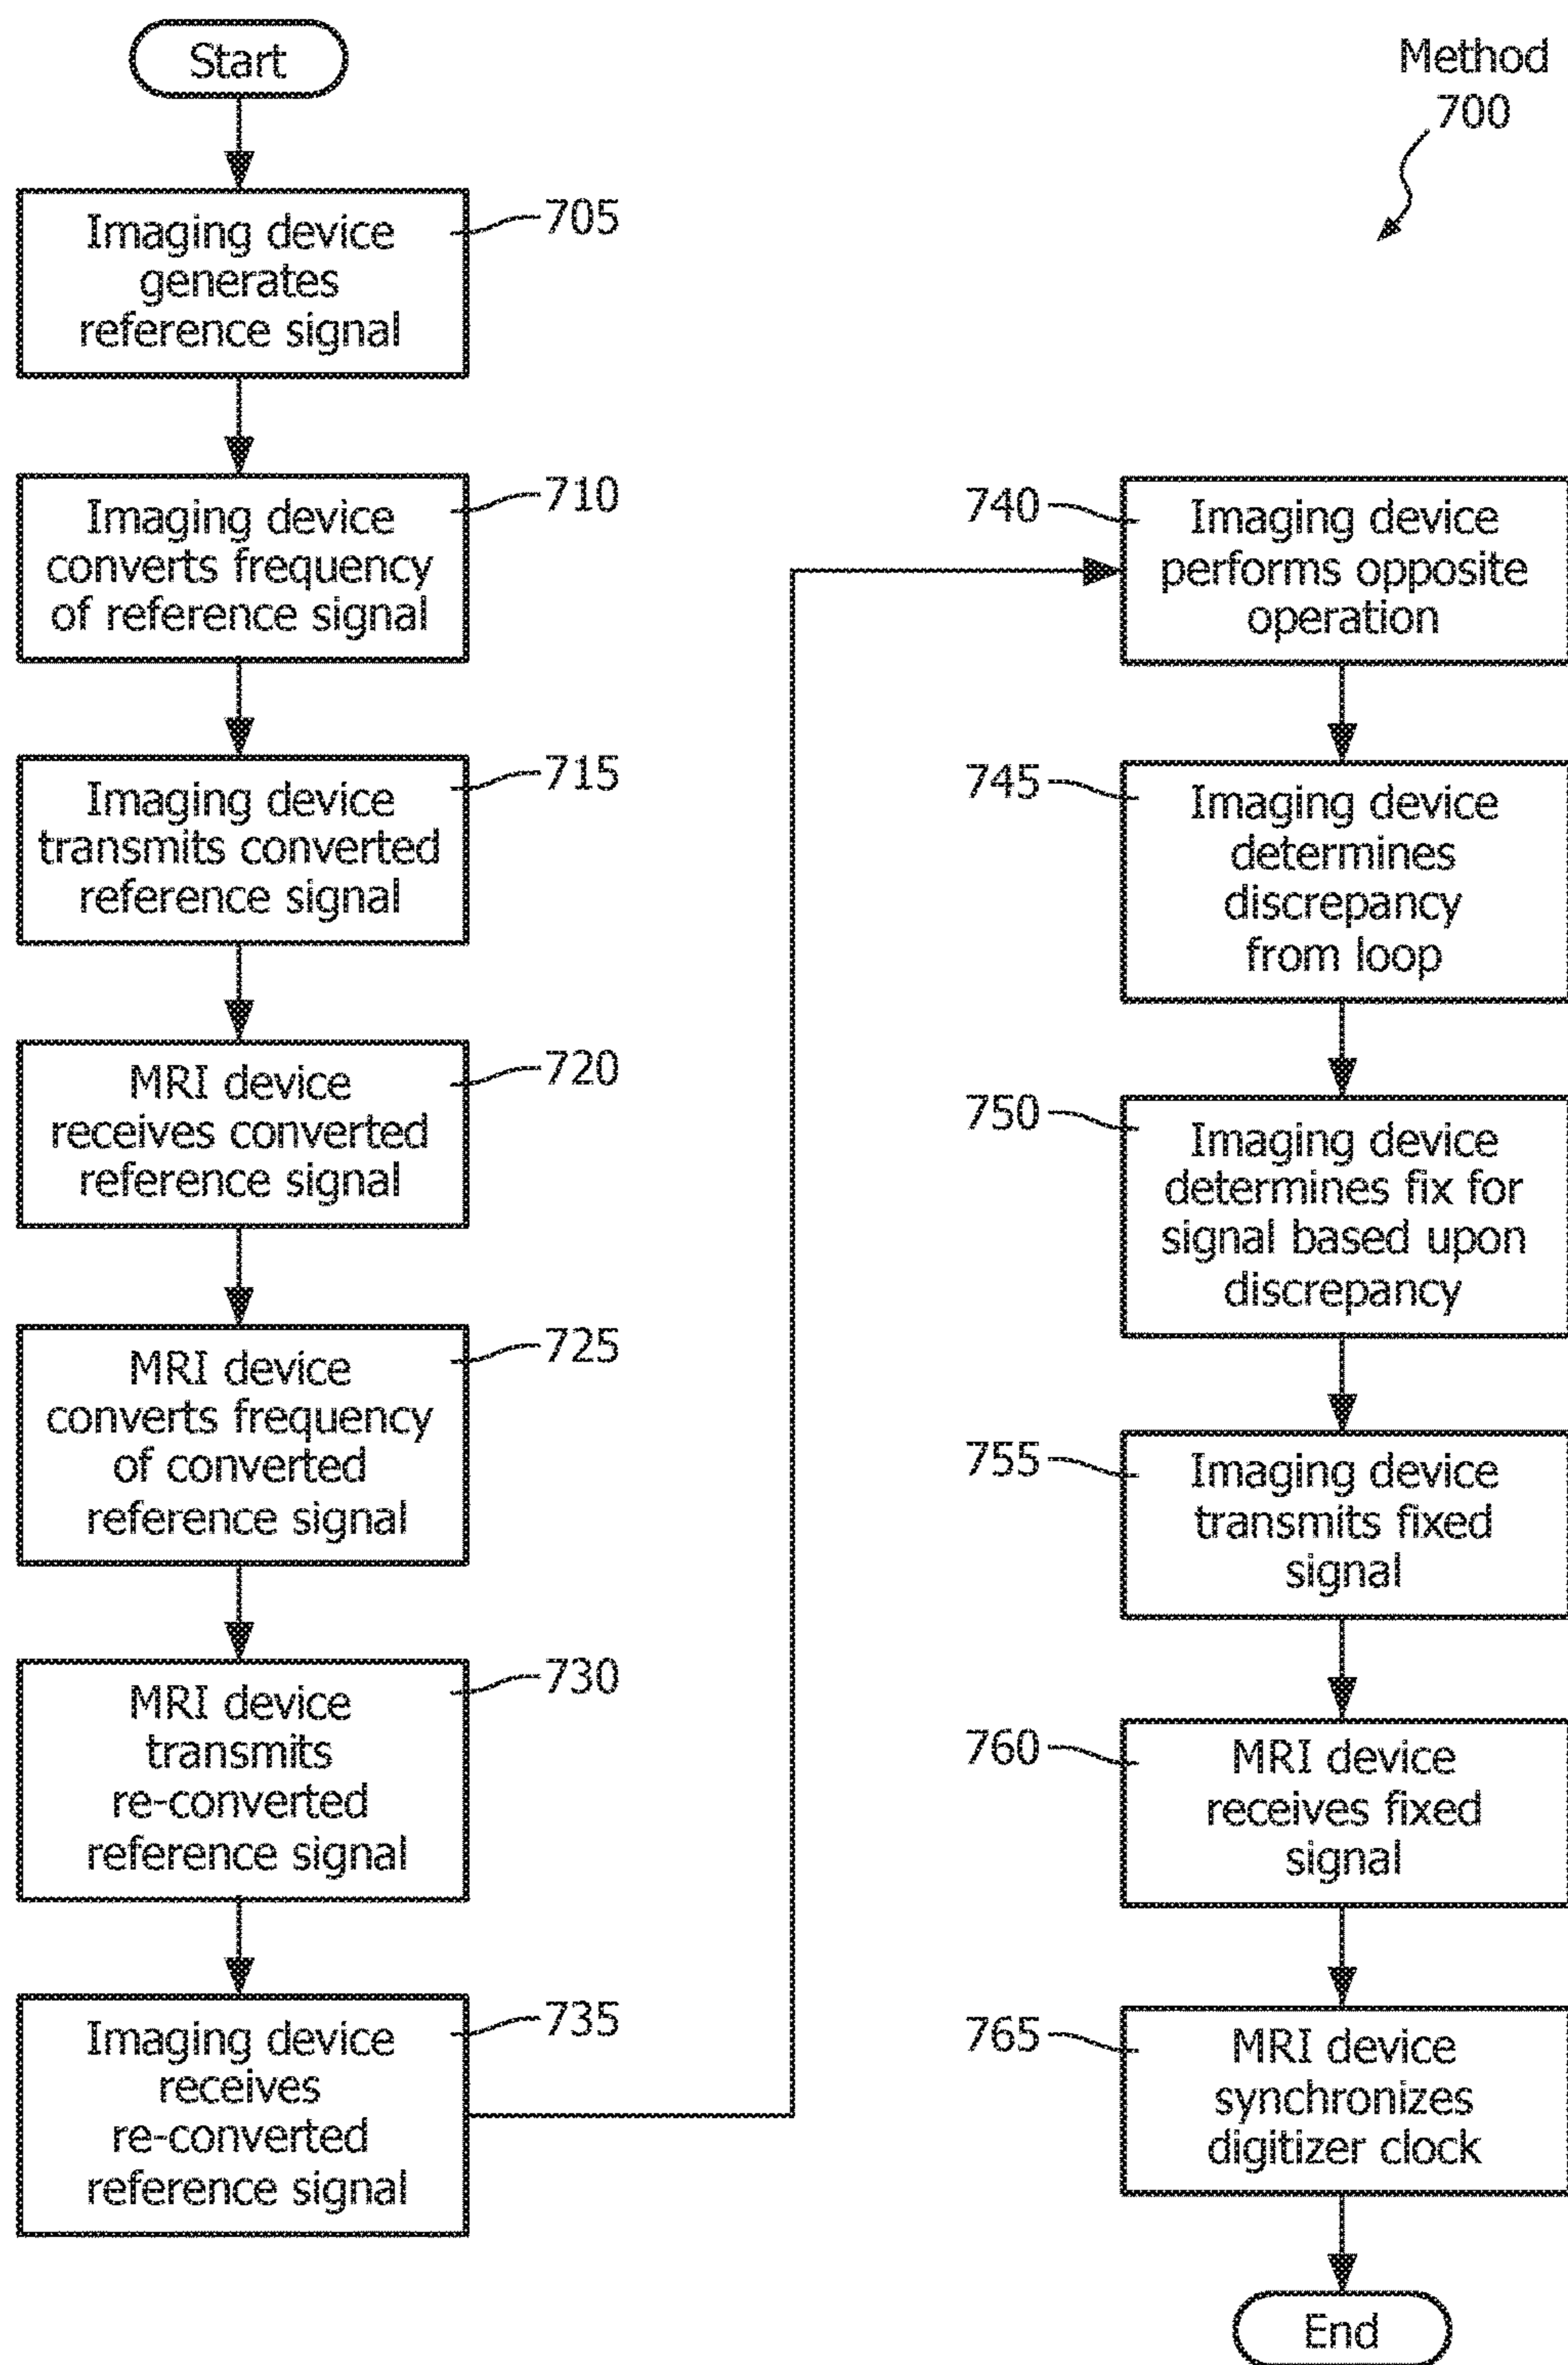 Start
Method
700
Imaging device
generates
reference signal
705
Imaging device
converts frequency
of reference signal
710
Imaging device
transmits converted
reference signal
715
MRI device
receives converted
reference signal
720
MRI device
converts frequency
of converted
reference signal
725
MRI device
transmits
re-converted
reference signal
730
Imaging device
receives
re-converted
reference signal
735
740
Imaging device
performs opposite
operation
745
Imaging device
determines
discrepancy
from loop
750
Imaging device
determines fix for
signal based upon
discrepancy
755
Imaging device
transmits fixed
signal
760
MRI device
receives fixed
signal
765
MRI device
synchronizes
digitizer clock
End